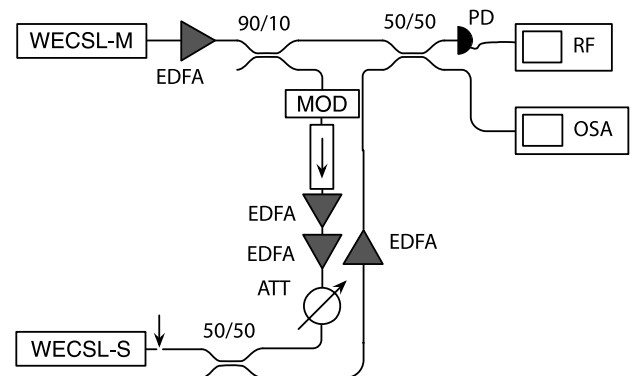 90/10
50/50
PD
WECSL-M
RF
EDFA
MOD
OSA
EDFA
EDFA
EDFA
ATT
50/50
WECSL-S